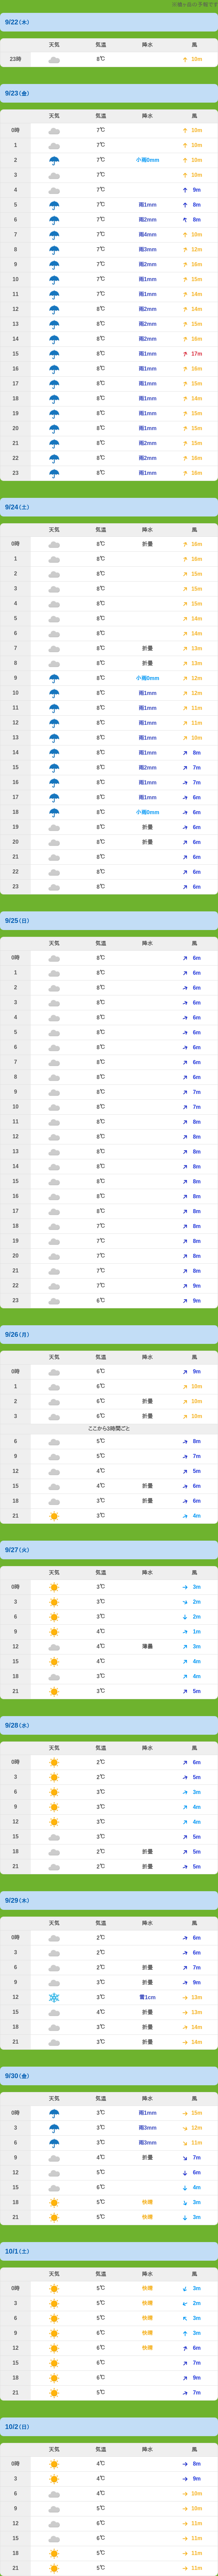 9/22(木)
天気 気温 降水 風
23時 8℃ 10m
9/23(金)
天気 気温 降水 風
0時 7℃ 10m
1 7℃ 10m
2 7℃ 小雨0mm 10m
3 7℃ 10m
4 7℃ 9m
5 7℃ 雨1mm 8m
6 7℃ 雨2mm 8m
7 7℃ 雨4mm 10m
8 7℃ 雨3mm 12m
9 7℃ 雨2mm 16m
10 7℃ 雨1mm 15m
11 7℃ 雨1mm 14m
12 8℃ 雨2mm 14m
13 8℃ 雨2mm 15m
14 8℃ 雨2mm 16m
15 8℃ 雨1mm 17m
16 8℃ 雨1mm 16m
17 8℃ 雨1mm 15m
18 8℃ 雨1mm 14m
19 8℃ 雨1mm 15m
20 8℃ 雨1mm 15m
21 8℃ 雨2mm 15m
22 8℃ 雨2mm 16m
23 8℃ 雨1mm 16m
9/24(土)
天気 気温 降水 風
0時 8℃ 折曇 16m
1 8℃ 16m
2 8℃ 15m
3 8℃ 15m
4 8℃ 15m
5 8℃ 14m
6 8℃ 14m
7 8℃ 折曇 13m
8 8℃ 折曇 13m
9 8℃ 小雨0mm 12m
10 8℃ 雨1mm 12m
11 8℃ 雨1mm 11m
12 8℃ 雨1mm 11m
13 8℃ 雨1mm 10m
14 8℃ 雨1mm 8m
15 8℃ 雨2mm 7m
16 8℃ 雨1mm 7m
17 8℃ 雨1mm 6m
18 8℃ 小雨0mm 6m
19 8℃ 折曇 6m
20 8℃ 折曇 6m
21 8℃ 6m
22 8℃ 6m
23 8℃ 6m
9/25(日)
天気 気温 降水 風
0時 8℃ 6m
1 8℃ 6m
2 8℃ 6m
3 8℃ 6m
4 8℃ 6m
5 8℃ 6m
6 8℃ 6m
7 8℃ 6m
8 8℃ 6m
9 8℃ 7m
10 8℃ 7m
11 8℃ 8m
12 8℃ 8m
13 8℃ 8m
14 8℃ 8m
15 8℃ 8m
16 8℃ 8m
17 8℃ 8m
18 7℃ 8m
19 7℃ 8m
20 7℃ 8m
21 7℃ 8m
22 7℃ 9m
23 6℃ 9m
9/26(月)
天気 気温 降水 風
0時 6℃ 9m
1 6℃ 10m
2 6℃ 折曇 10m
3 6℃ 折曇 10m
ここから3時間ごと
6 5℃ 8m
9 5℃ 7m
12 4℃ 5m
15 4℃ 折曇 6m
18 3℃ 折曇 6m
21 3℃ 4m
9/27(火)
天気 気温 降水 風
0時 3℃ 3m
3 3℃ 2m
6 3℃ 2m
9 4℃ 1m
12 4℃ 薄曇 3m
15 4℃ 4m
18 3℃ 4m
21 3℃ 5m
9/28(水)
天気 気温 降水 風
0時 2℃ 6m
3 2℃ 5m
6 3℃ 3m
9 3℃ 4m
12 3℃ 4m
15 3℃ 5m
18 2℃ 折曇 5m
21 2℃ 折曇 5m
9/29(木)
天気 気温 降水 風
0時 2℃ 6m
3 2℃ 6m
6 2℃ 折曇 7m
9 3℃ 折曇 9m
12 3℃ 雪1cm 13m
15 4℃ 折曇 13m
18 3℃ 折曇 14m
21 3℃ 折曇 14m
9/30(金)
天気 気温 降水 風
0時 3℃ 雨1mm 15m
3 3℃ 雨3mm 12m
6 3℃ 雨3mm 11m
9 4℃ 折曇 7m
12 5℃ 6m
15 6℃ 4m
18 5℃ 快晴 3m
21 5℃ 快晴 3m
10/1(土)
天気 気温 降水 風
0時 5℃ 快晴 3m
3 5℃ 快晴 2m
6 5℃ 快晴 3m
9 6℃ 快晴 3m
12 6℃ 快晴 6m
15 6℃ 7m
18 6℃ 9m
21 5℃ 7m
10/2(日)
天気 気温 降水 風
0時 4℃ 8m
3 4℃ 9m
6 4℃ 10m
9 5℃ 10m
12 6℃ 11m
15 6℃ 11m
18 5℃ 11m
21 5℃ 11m